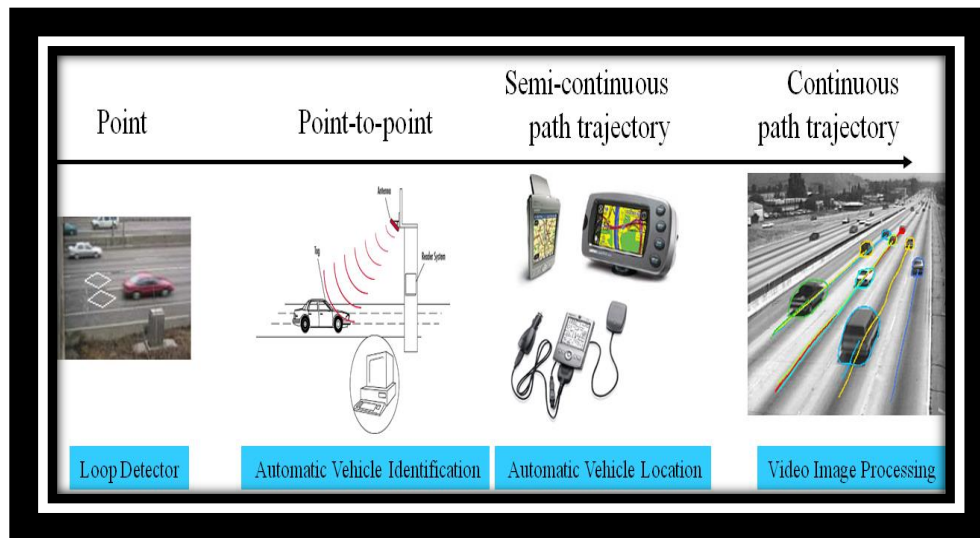 Point
Point-to-point
Semi-continuous
path trajectory
Continuous
path trajectory
Antenna
Tag
Reader System
Loop Detector
Automatic Vehicle Identification
Automatic Vehicle Location
Video Image Processing